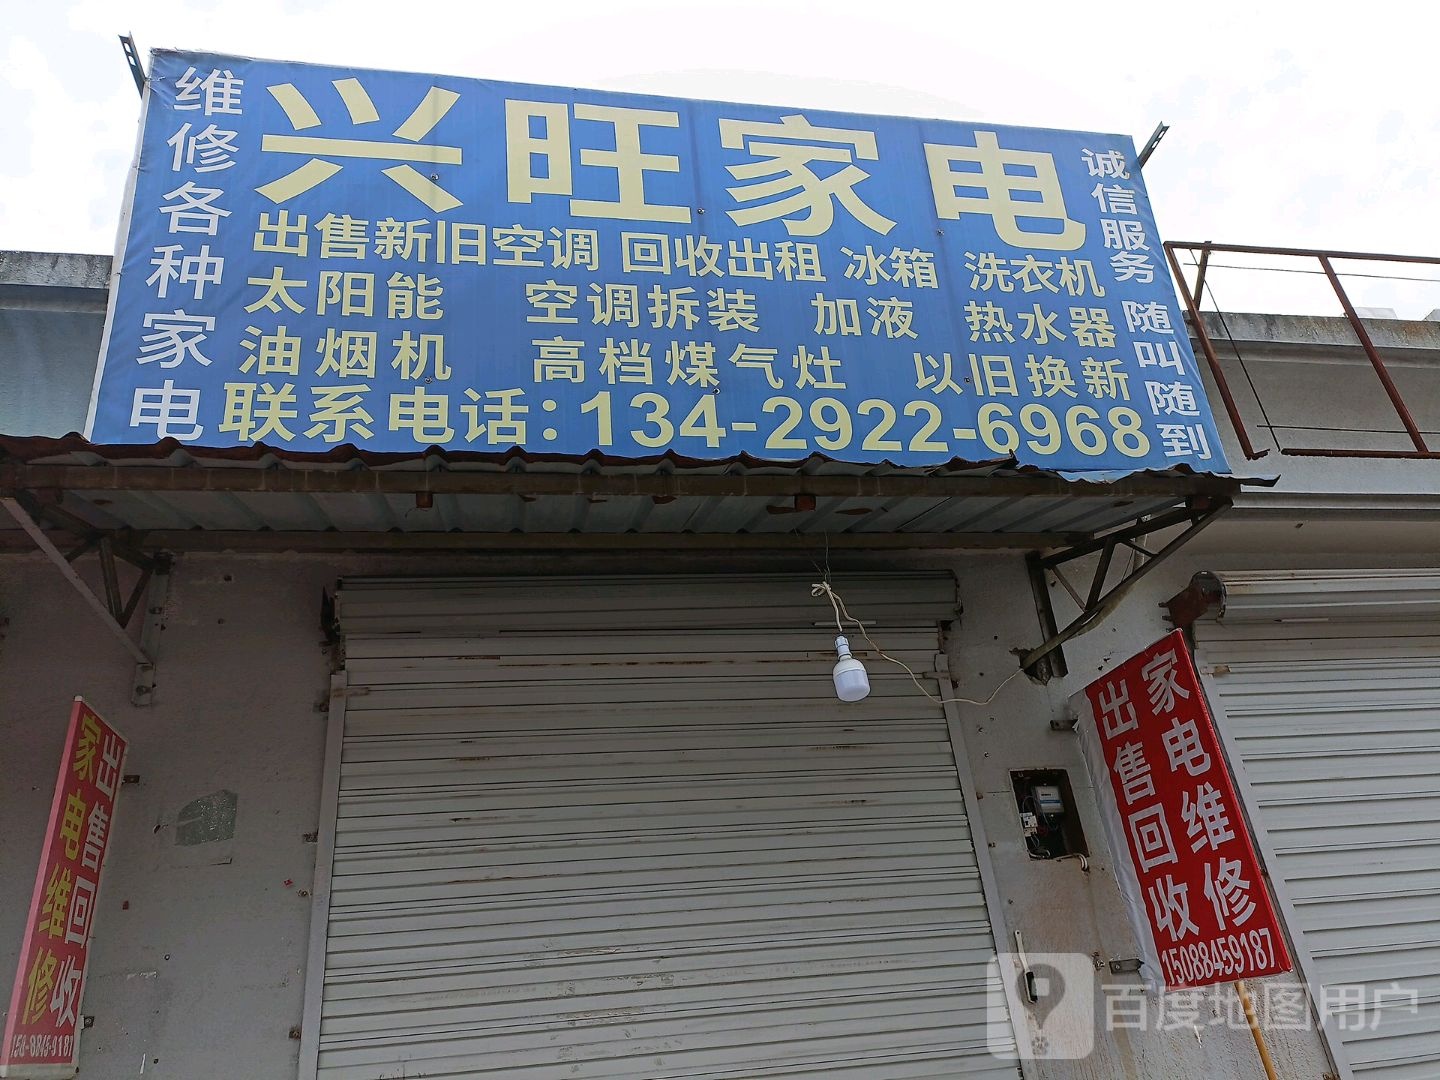 维修各种家电
兴旺家电
出售新旧空调 回收出租 冰箱 洗衣机
太阳能 空调拆装 加液 热水器
油烟机 高档煤气灶 以旧换新
联系电话：134-2922-6968
诚信服务 随叫随到
出售回收
家电维修
150-8845-9187
家电维修
出售回收
15088459187
百度地图用户